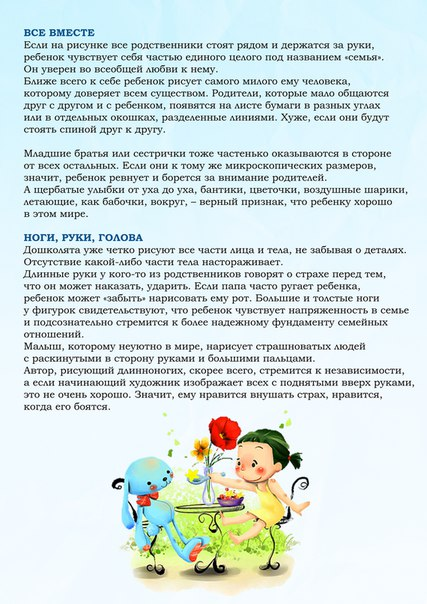 ВСЕ ВМЕСТЕ
Если на рисунке все родственники стоят рядом и держатся за руки,
ребенок чувствует себя частью единого целого под названием «семья».
Он уверен во всеобщей любви к нему.
Ближе всего к себе ребенок рисует самого милого ему человека,
которому доверяет всем существом. Родители, которые мало общаются
друг с другом и с ребенком, появятся на листе бумаги в разных углах
или в отдельных окошках, разделенные линиями. Хуже, если они будут
стоять спиной друг к другу.
Младшие братья или сестрички тоже частенько оказываются в стороне
от всех остальных. Если они к тому же микроскопических размеров,
значит, ребенок ревнует и борется за внимание родителей.
А щербатые улыбки от уха до уха, бантики, цветочки, воздушные шарики,
летающие, как бабочки, вокруг, – верный признак, что ребенку хорошо
в этом мире.
НОГИ, РУКИ, ГОЛОВА
Дошколята уже четко рисуют все части лица и тела, не забывая о деталях.
Отсутствие какой-либо части тела настораживает.
Длинные руки у кого-то из родственников говорят о страхе перед тем,
что он может наказать, ударить. Если папа часто ругает ребенка,
ребенок может «забыть» нарисовать ему рот. Большие и толстые ноги
у фигурок свидетельствуют, что ребенок чувствует напряженность в семье
и подсознательно стремится к более надежному фундаменту семейных
отношений.
Малыш, которому неуютно в мире, нарисует страшноватых людей
с раскинутыми в сторону руками и большими пальцами.
Автор, рисующий длинноногих, скорее всего, стремится к независимости,
а если начинающий художник изображает всех с поднятыми вверх руками,
это не очень хорошо. Значит, ему нравится внушать страх, нравится,
когда его боятся.